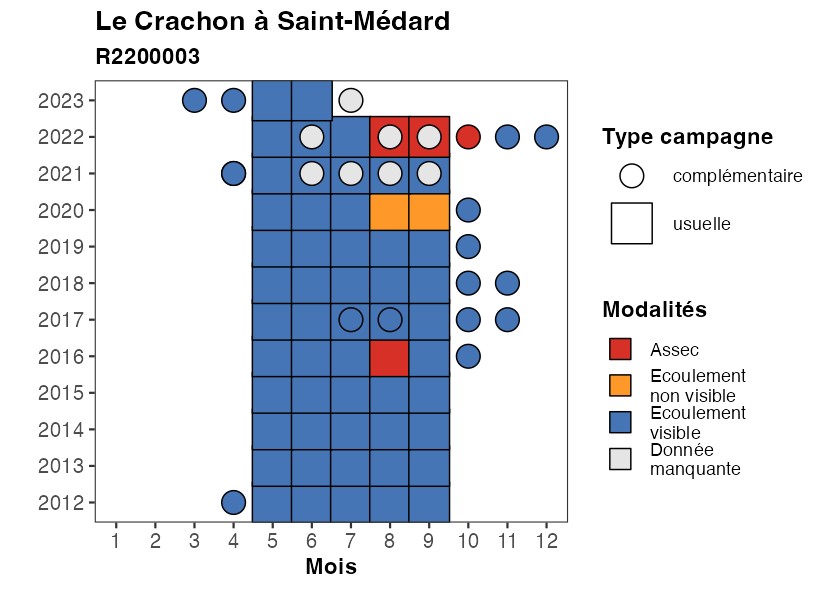 Le Crachon à Saint-Médard
R2200003
2023
2022
2021
2020
2019
2018
2017
2016
2015
2014
2013
2012
1 2 3 4 5 6 7 8 9 10 11 12
Mois
Type campagne
complémentaire
usuelle
Modalités
Assec
Ecoulement
non visible
Ecoulement
visible
Donnée
manquante